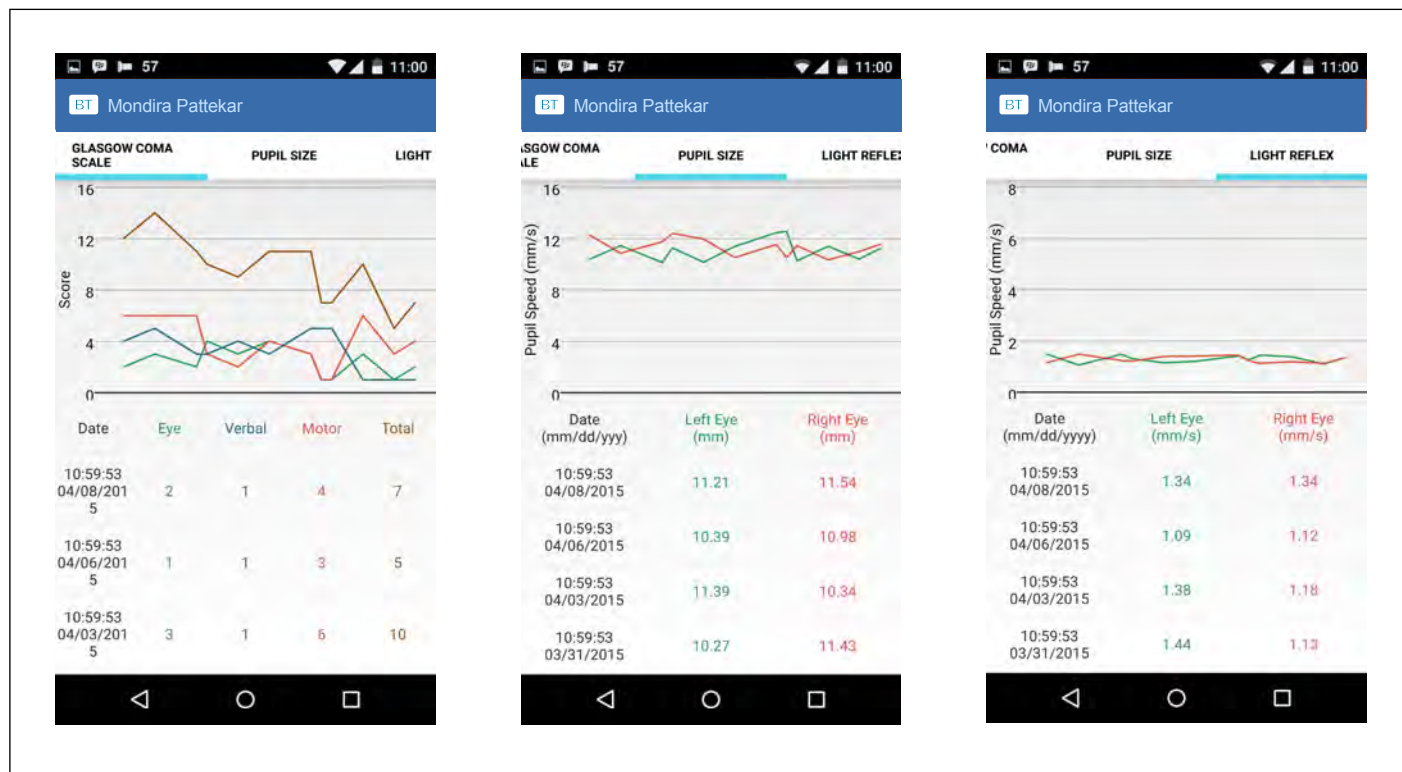 57
11:00
BT Mondira Pattekar
GLASGOW COMA
SCALE
PUPIL SIZE
LIGHT
16
12
8
4
0
Score
Date
Eye
Verbal
Motor
Total
10:59:53
04/08/201
5
2
1
4
7
10:59:53
04/06/201
5
1
1
3
5
10:59:53
04/03/201
5
3
1
6
10
57
11:00
BT Mondira Pattekar
ASGOW COMA
ALE
PUPIL SIZE
LIGHT REFLEX
16
12
8
4
0
Pupil Speed (mm/s)
Date
(mm/dd/yyy)
Left Eye
(mm)
Right Eye
(mm)
10:59:53
04/08/2015
11.21
11.54
10:59:53
04/06/2015
10.39
10.98
10:59:53
04/03/2015
11.39
10.34
10:59:53
03/31/2015
10.27
11.43
57
11:00
BT Mondira Pattekar
COMA
PUPIL SIZE
LIGHT REFLEX
8
6
4
2
0
Pupil Speed (mm/s)
Date
(mm/dd/yyyy)
Left Eye
(mm/s)
Right Eye
(mm/s)
10:59:53
04/08/2015
1.34
1.34
10:59:53
04/06/2015
1.09
1.12
10:59:53
04/03/2015
1.38
1.18
10:59:53
03/31/2015
1.44
1.13